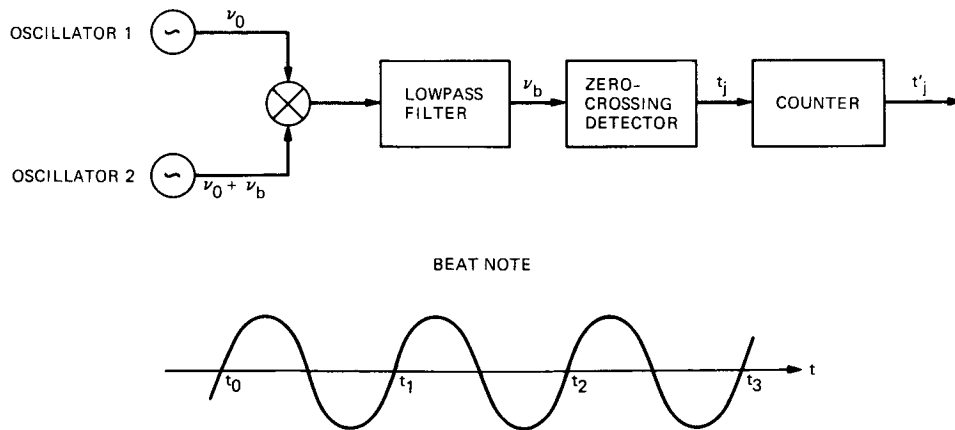 OSCILLATOR 1
ν0
OSCILLATOR 2
ν0 + νb
LOWPASS
FILTER
νb
ZERO-
CROSSING
DETECTOR
tj
COUNTER
t'j
BEAT NOTE
t0
t1
t2
t3
t